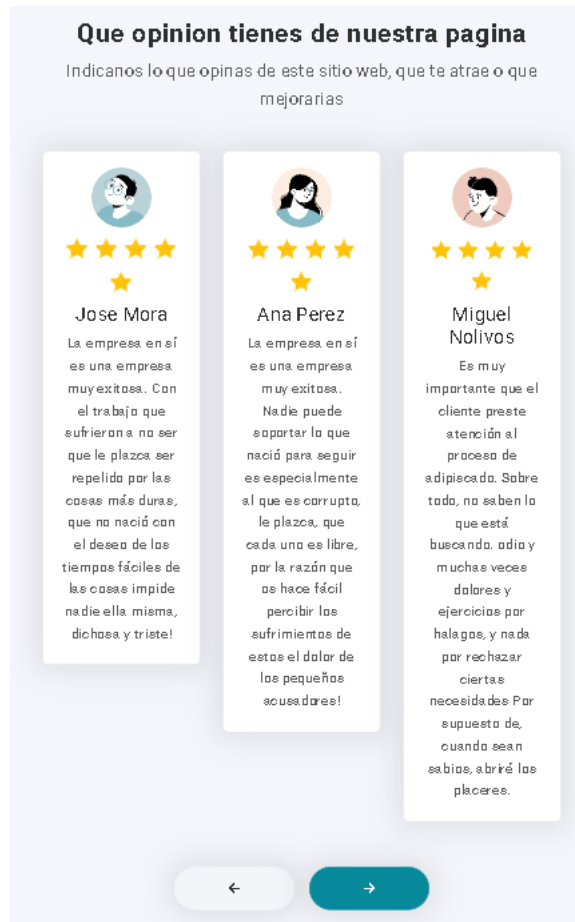 Que opinion tienes de nuestra pagina
Indicanos lo que opinas de este sitio web, que te atrae o que
mejorarias
Jose Mora
La empresa en sí
es una empresa
muy exitosa. Con
el trabajo que
sufrieron a no ser
que le plazca ser
repelido por las
cosas más duras,
que no nació con
el deseo de los
tiempos fáciles de
las cosas impide
nadie ella misma,
dichosa y triste!
Ana Perez
La empresa en sí
es una empresa
muy exitosa.
Nadie puede
soportar lo que
nació para seguir
es especialmente
al que es corrupto,
le plazca, que
cada uno es libre,
por la razón que
os hace fácil
percibir los
sufrimientos de
estos el dolor de
los pequeños
acusadores!
Miguel
Nolivos
Es muy
importante que el
cliente preste
atención al
proceso de
adipiscado. Sobre
todo, no saben lo
que está
buscando. odio y
muchas veces
dolores y
ejercicios por
halagos, y nada
por rechazar
ciertas
necesidades Por
supuesto de,
cuando sean
sabios, abriré los
placeres.